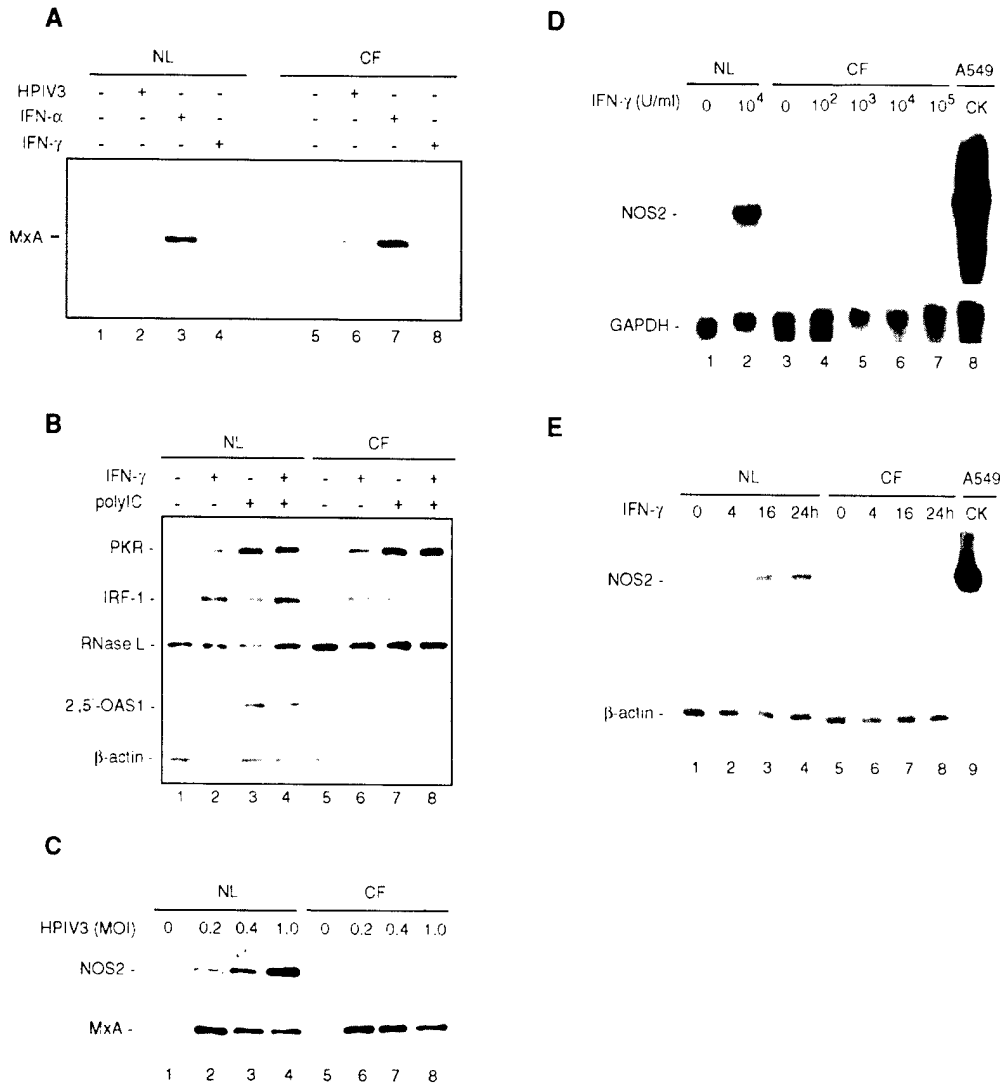 A
NL CF
HPIV3 - + - - - + - -
IFN-α - - + - - - + -
IFN-γ - - - + - - - +
MxA -
1 2 3 4 5 6 7 8
B
NL CF
IFN-γ - + - + - + - +
polyIC - - + + - - + +
PKR -
IRF-1 -
RNase L -
2,5'-OAS1 -
β-actin -
1 2 3 4 5 6 7 8
C
NL CF
HPIV3 (MOI) 0 0.2 0.4 1.0 0 0.2 0.4 1.0
NOS2 -
MxA -
1 2 3 4 5 6 7 8
D
NL CF A549
IFN-γ (U/ml) 0 10⁴ 0 10² 10³ 10⁴ 10⁵ CK
NOS2 -
GAPDH -
1 2 3 4 5 6 7 8
E
NL CF A549
IFN-γ 0 4 16 24h 0 4 16 24h CK
NOS2 -
β-actin -
1 2 3 4 5 6 7 8 9